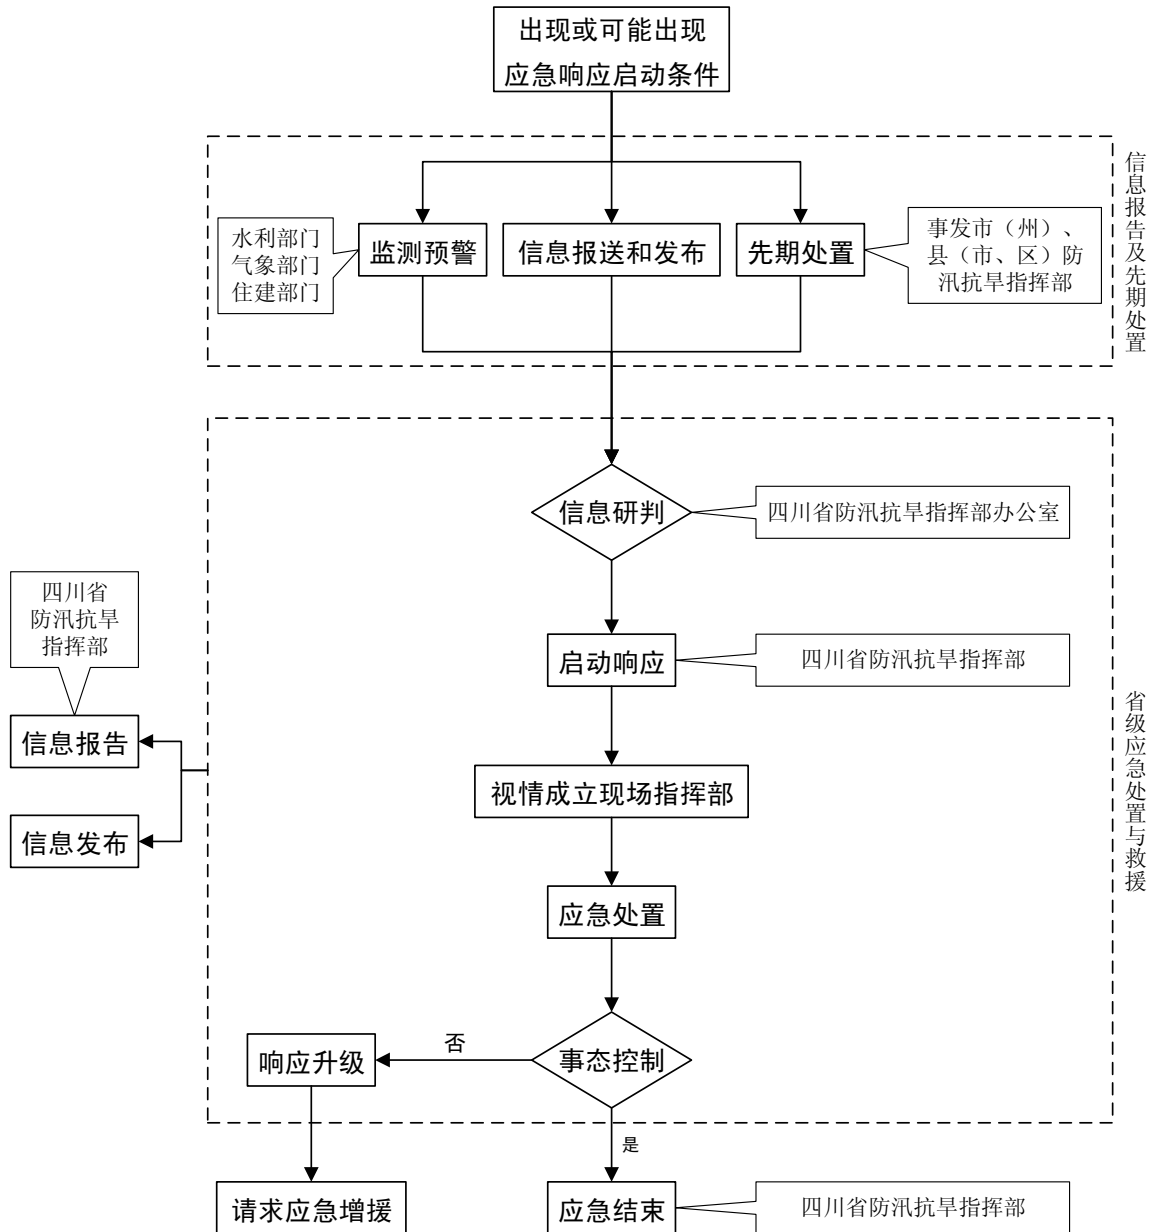 出现或可能出现
应急响应启动条件
信息报告及先期处置
水利部门
气象部门
住建部门
监测预警
信息报送和发布
先期处置
事发市（州）、
县（市、区）防
汛抗旱指挥部
信息研判
四川省防汛抗旱指挥部办公室
四川省
防汛抗旱
指挥部
启动响应
四川省防汛抗旱指挥部
省级应急处置与救援
信息报告
视情成立现场指挥部
信息发布
应急处置
响应升级
否
事态控制
是
请求应急增援
应急结束
四川省防汛抗旱指挥部